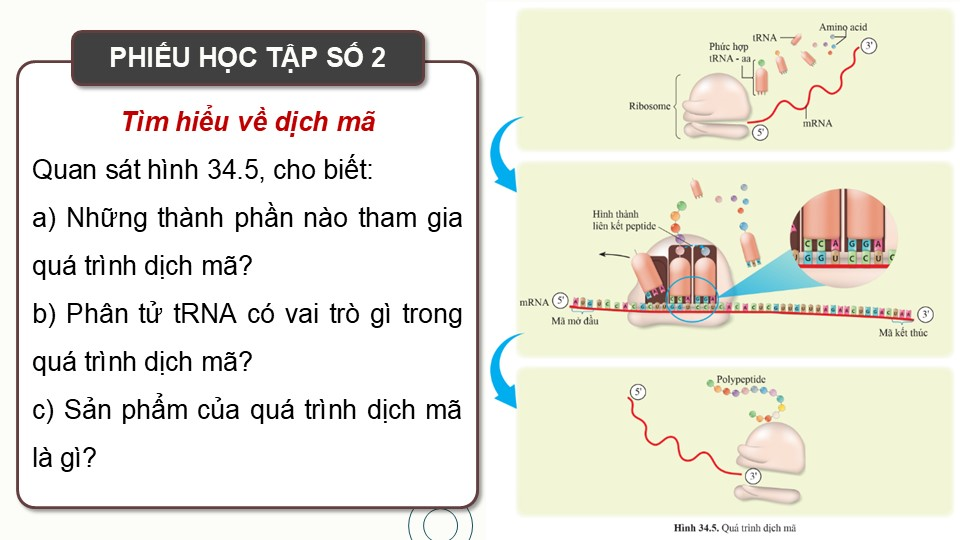 PHIẾU HỌC TẬP SỐ 2
Tìm hiểu về dịch mã
Quan sát hình 34.5, cho biết:
a) Những thành phần nào tham gia
quá trình dịch mã?
b) Phân tử tRNA có vai trò gì trong
quá trình dịch mã?
c) Sản phẩm của quá trình dịch mã
là gì?
tRNA
Amino acid
Phức hợp
tRNA - aa
3'
Ribosome
5'
mRNA
Hình thành
liên kết peptide
C C A G G A
G G U C C U
mRNA
5'
3'
Mã mở đầu
Mã kết thúc
Polypeptide
5'
3'
Hình 34.5. Quá trình dịch mã